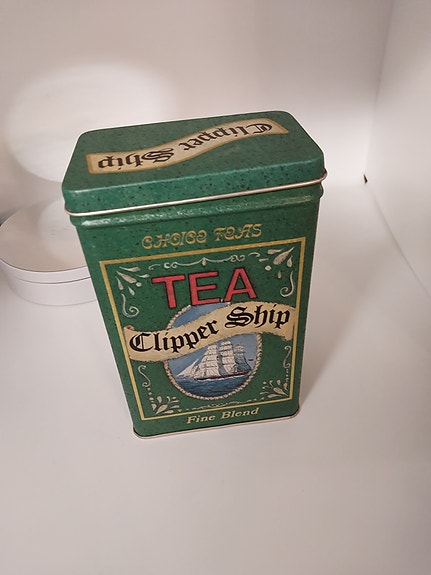 Clipper Ship
CHOICE TEAS
TEA
Clipper Ship
Fine Blend